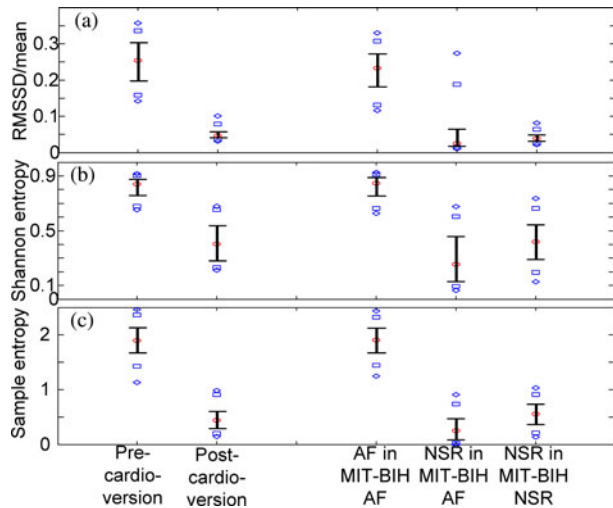 (a)
RMSSD/mean
0.3
0.2
0.1
0
(b)
Shannon entropy
0.9
0.5
0.1
0
(c)
Sample entropy
2
1
0
Pre-
cardio-
version
Post-
cardio-
version
AF in
MIT-BIH
AF
NSR in
MIT-BIH
AF
NSR in
MIT-BIH
NSR